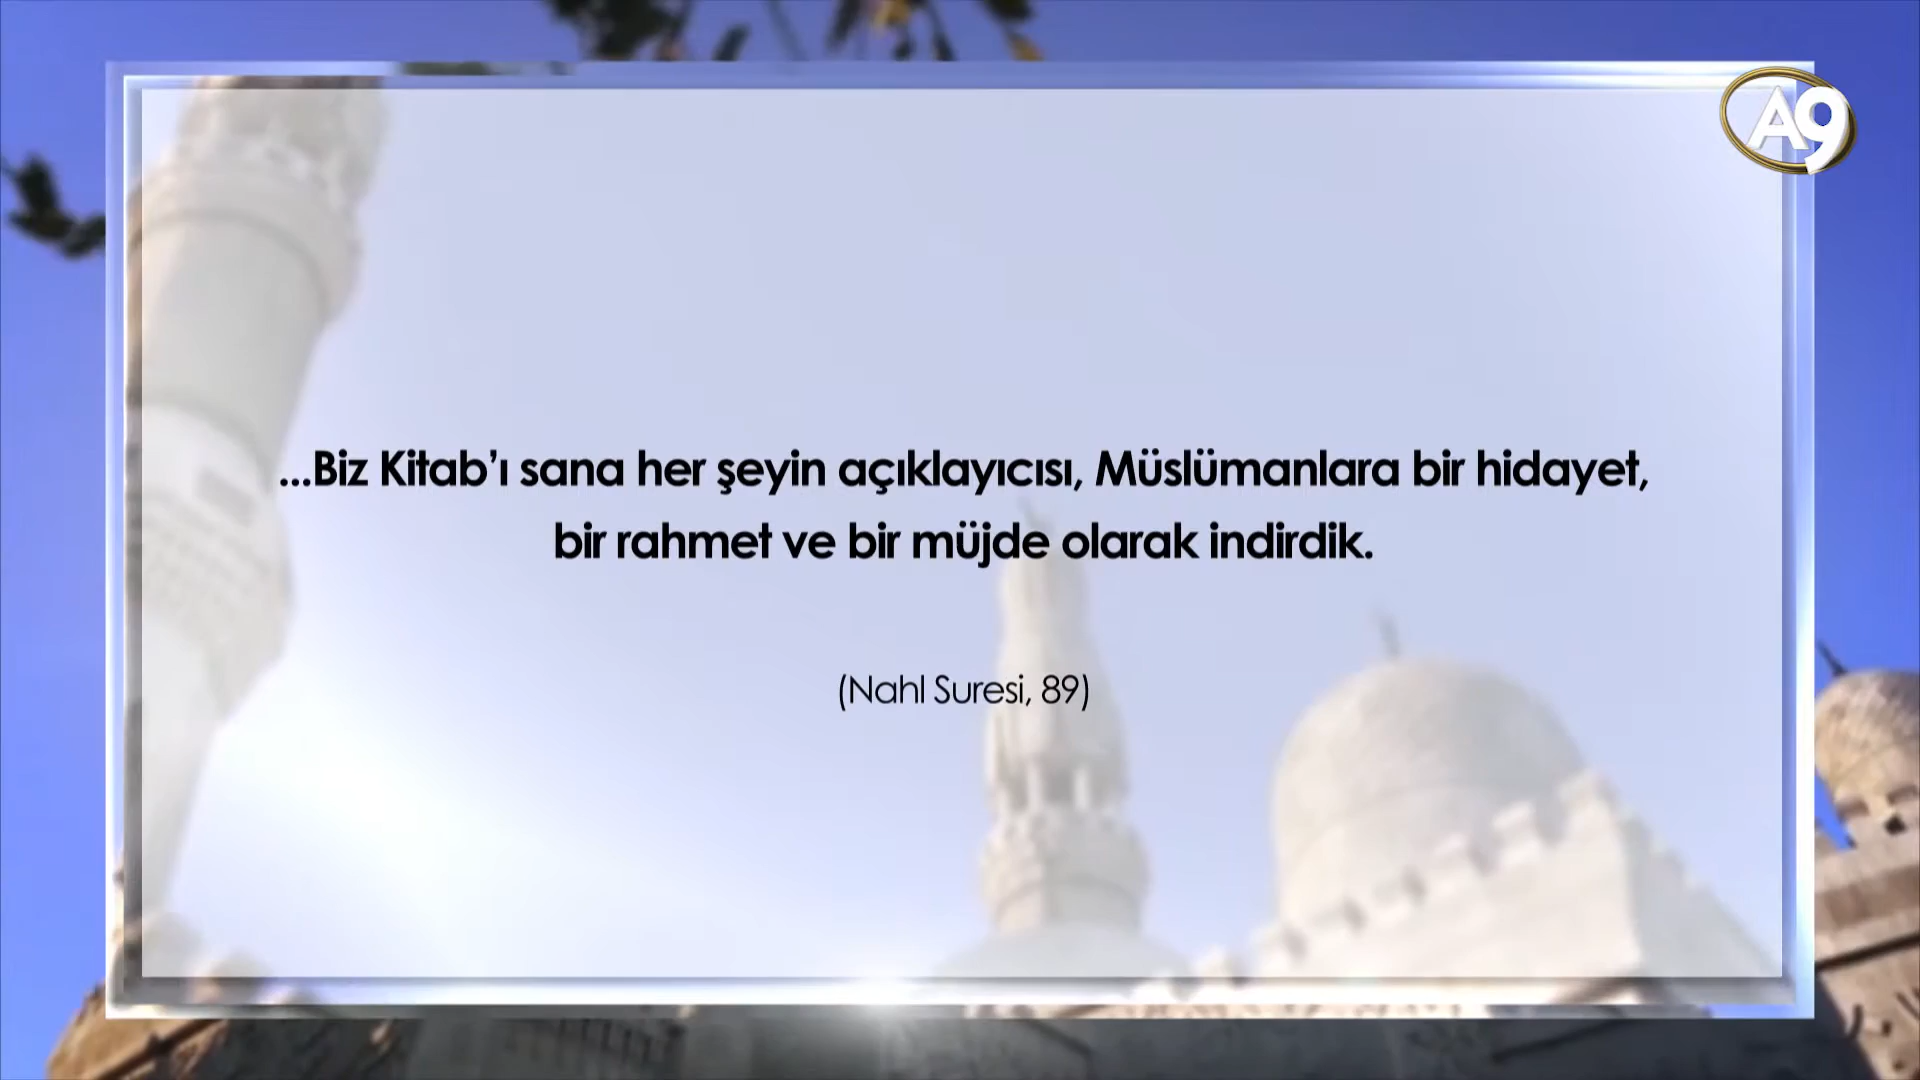 A9
...Biz Kitab’ı sana her şeyin açıklayıcısı, Müslümanlara bir hidayet,
bir rahmet ve bir müjde olarak indirdik.
(Nahl Suresi, 89)